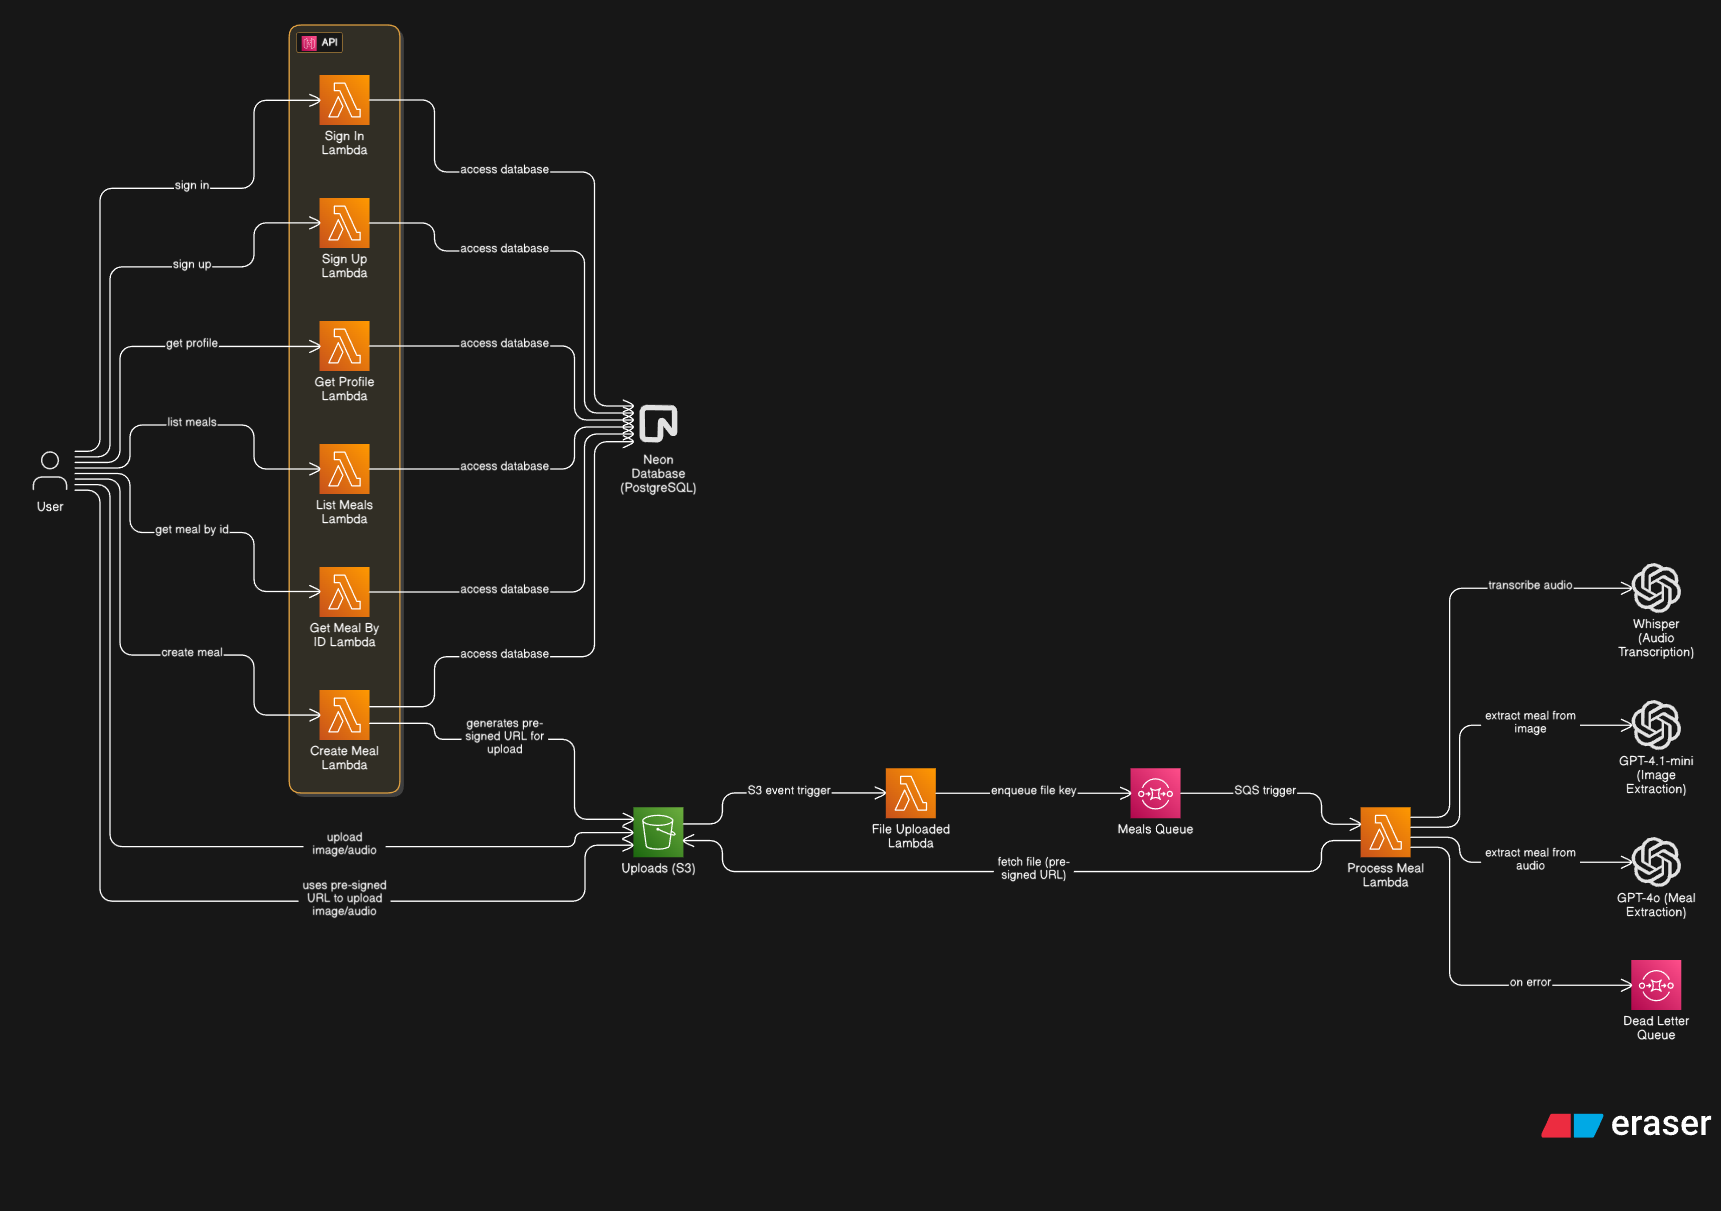 API
Sign In
Lambda
sign in
access database
Sign Up
Lambda
sign up
access database
get profile
Get Profile
Lambda
access database
list meals
List Meals
Lambda
access database
User
Neon
Database
(PostgreSQL)
get meal by id
Get Meal By
ID Lambda
access database
create meal
Create Meal
Lambda
access database
generates pre-
signed URL for
upload
upload
image/audio
uses pre-signed
URL to upload
image/audio
Uploads (S3)
S3 event trigger
File Uploaded
Lambda
enqueue file key
Meals Queue
SQS trigger
fetch file (pre-
signed URL)
Process Meal
Lambda
transcribe audio
Whisper
(Audio
Transcription)
extract meal from
image
GPT-4.1-mini
(Image
Extraction)
extract meal from
audio
GPT-4o (Meal
Extraction)
on error
Dead Letter
Queue
eraser